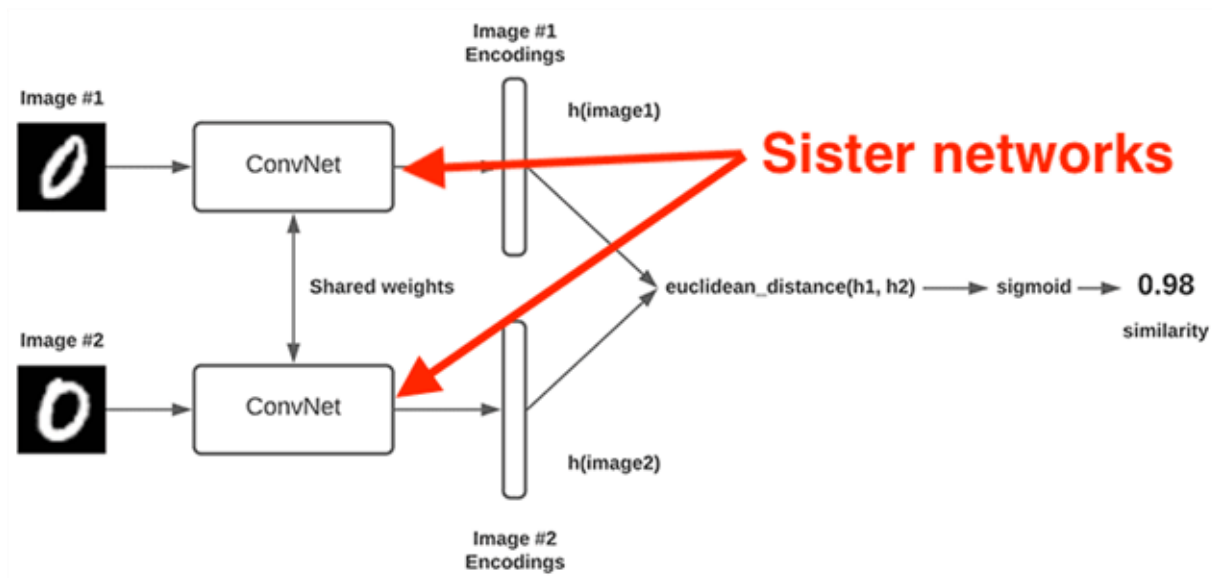 Image #1
Encodings
Image #1
h(image1)
ConvNet
Sister networks
Shared weights
euclidean_distance(h1, h2)
sigmoid
0.98
similarity
Image #2
ConvNet
h(image2)
Image #2
Encodings